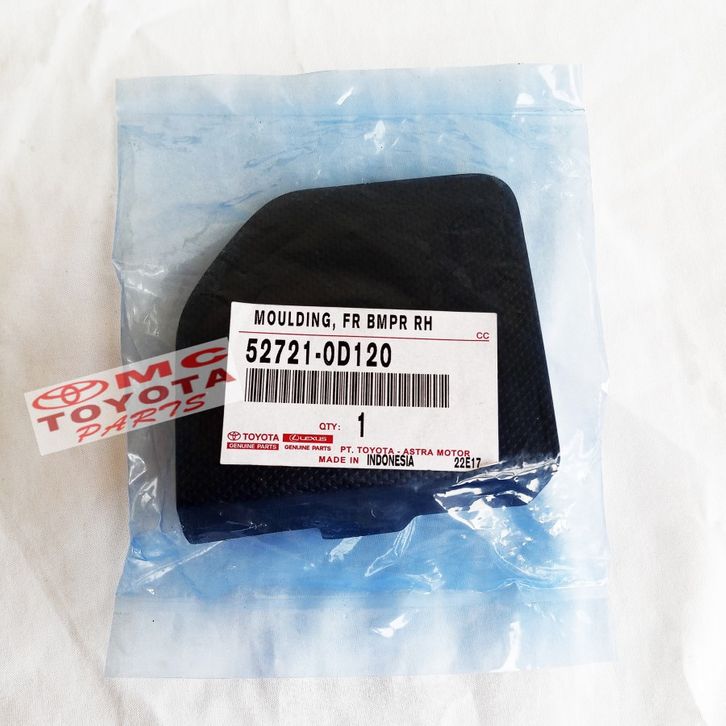 MOULDING, FR BMPR RH
CC
52721-0D120
QTY: 1
TOYOTA LEXUS
GENUINE PARTS GENUINE PARTS PT. TOYOTA - ASTRA MOTOR
MADE IN INDONESIA 22E17
MC
TOYOTA
PARTS